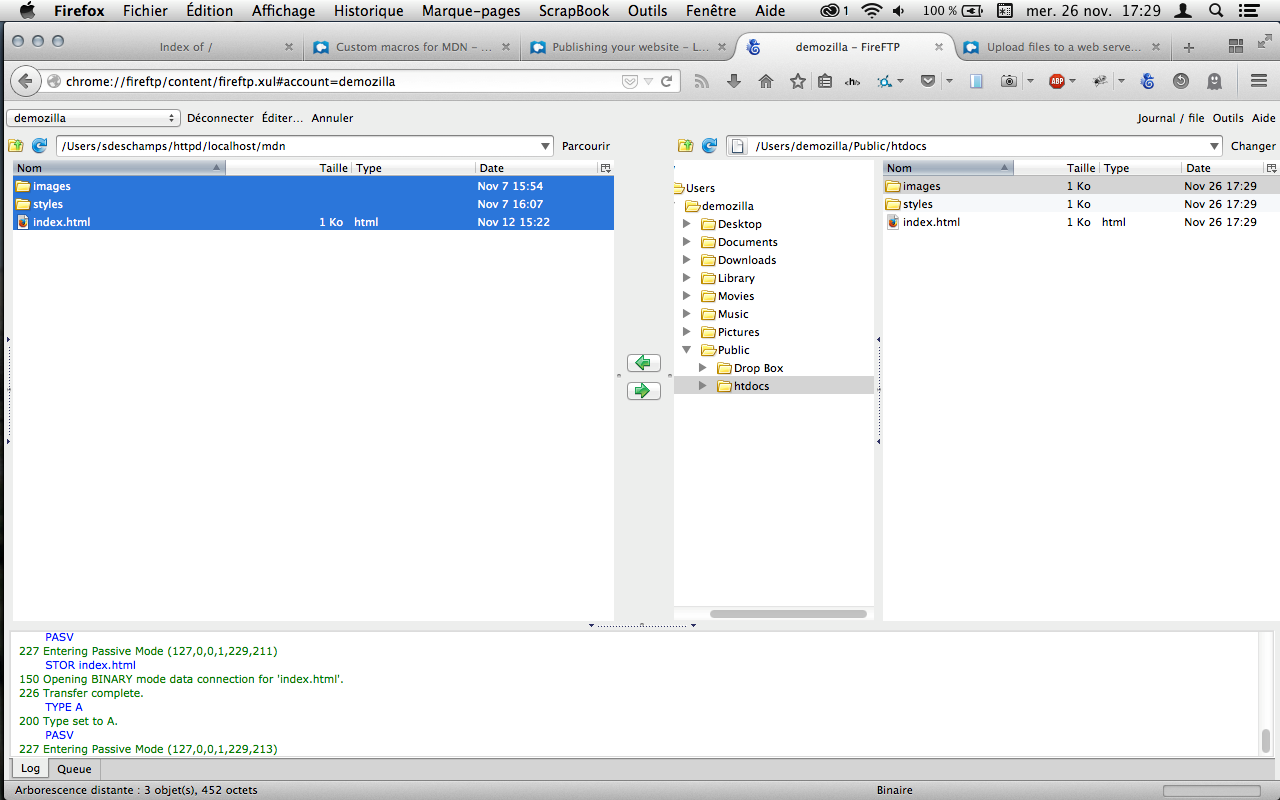 Firefox Fichier Édition Affichage Historique Marque-pages ScrapBook Outils Fenêtre Aide 1 100 % mer. 26 nov. 17:29
Index of / Custom macros for MDN – ... Publishing your website – L... demozilla – FireFTP Upload files to a web serve...
chrome://fireftp/content/fireftp.xul#account=demozilla <h> ABP
demozilla Déconnecter Éditer... Annuler Journal / file Outils Aide
/Users/sdeschamps/httpd/localhost/mdn Parcourir /Users/demozilla/Public/htdocs Changer
Nom Taille Type Date Nom Taille Type Date
images Nov 7 15:54 Users images 1 Ko Nov 26 17:29
styles Nov 7 16:07 demozilla styles 1 Ko Nov 26 17:29
index.html 1 Ko html Nov 12 15:22 Desktop index.html 1 Ko html Nov 26 17:29
Documents
Downloads
Library
Movies
Music
Pictures
Public
Drop Box
htdocs
PASV
227 Entering Passive Mode (127,0,0,1,229,211)
STOR index.html
150 Opening BINARY mode data connection for 'index.html'.
226 Transfer complete.
TYPE A
200 Type set to A.
PASV
227 Entering Passive Mode (127,0,0,1,229,213)
Log Queue
Arborescence distante : 3 objet(s), 452 octets Binaire